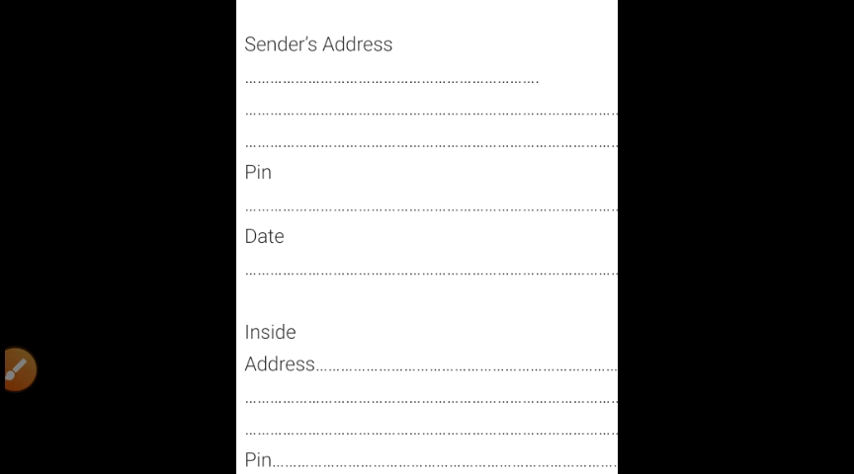 Sender's Address
……………………………………………………………….
…………………………………………………………………………………
…………………………………………………………………………………
Pin
…………………………………………………………………………………
Date
…………………………………………………………………………………
Inside
Address…………………………………………………………………
…………………………………………………………………………………
…………………………………………………………………………………
Pin……………………………………………………………………………